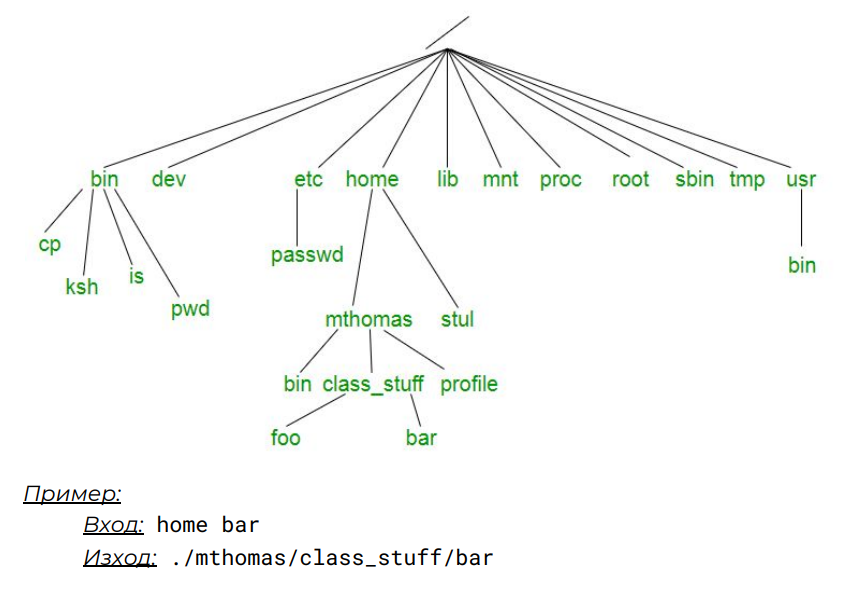 /
bin dev etc home lib mnt proc root sbin tmp usr
cp ksh is pwd passwd bin
mthomas stul
bin class_stuff profile
foo bar
Пример:
Вход: home bar
Изход: ./mthomas/class_stuff/bar